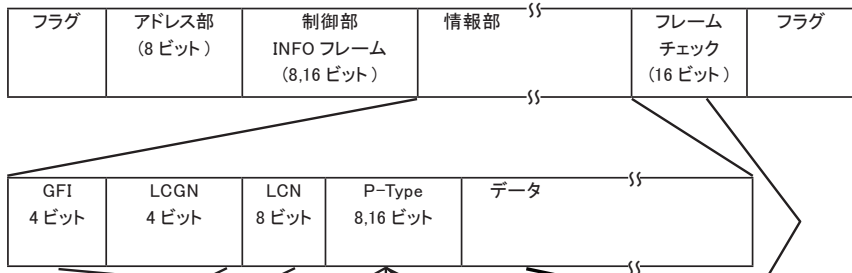 フラグ
アドレス部
(8 ビット )
制御部
INFO フレーム
(8,16 ビット )
情報部
フレーム
チェック
(16 ビット )
フラグ
GFI
4 ビット
LCGN
4 ビット
LCN
8 ビット
P-Type
8,16 ビット
データ